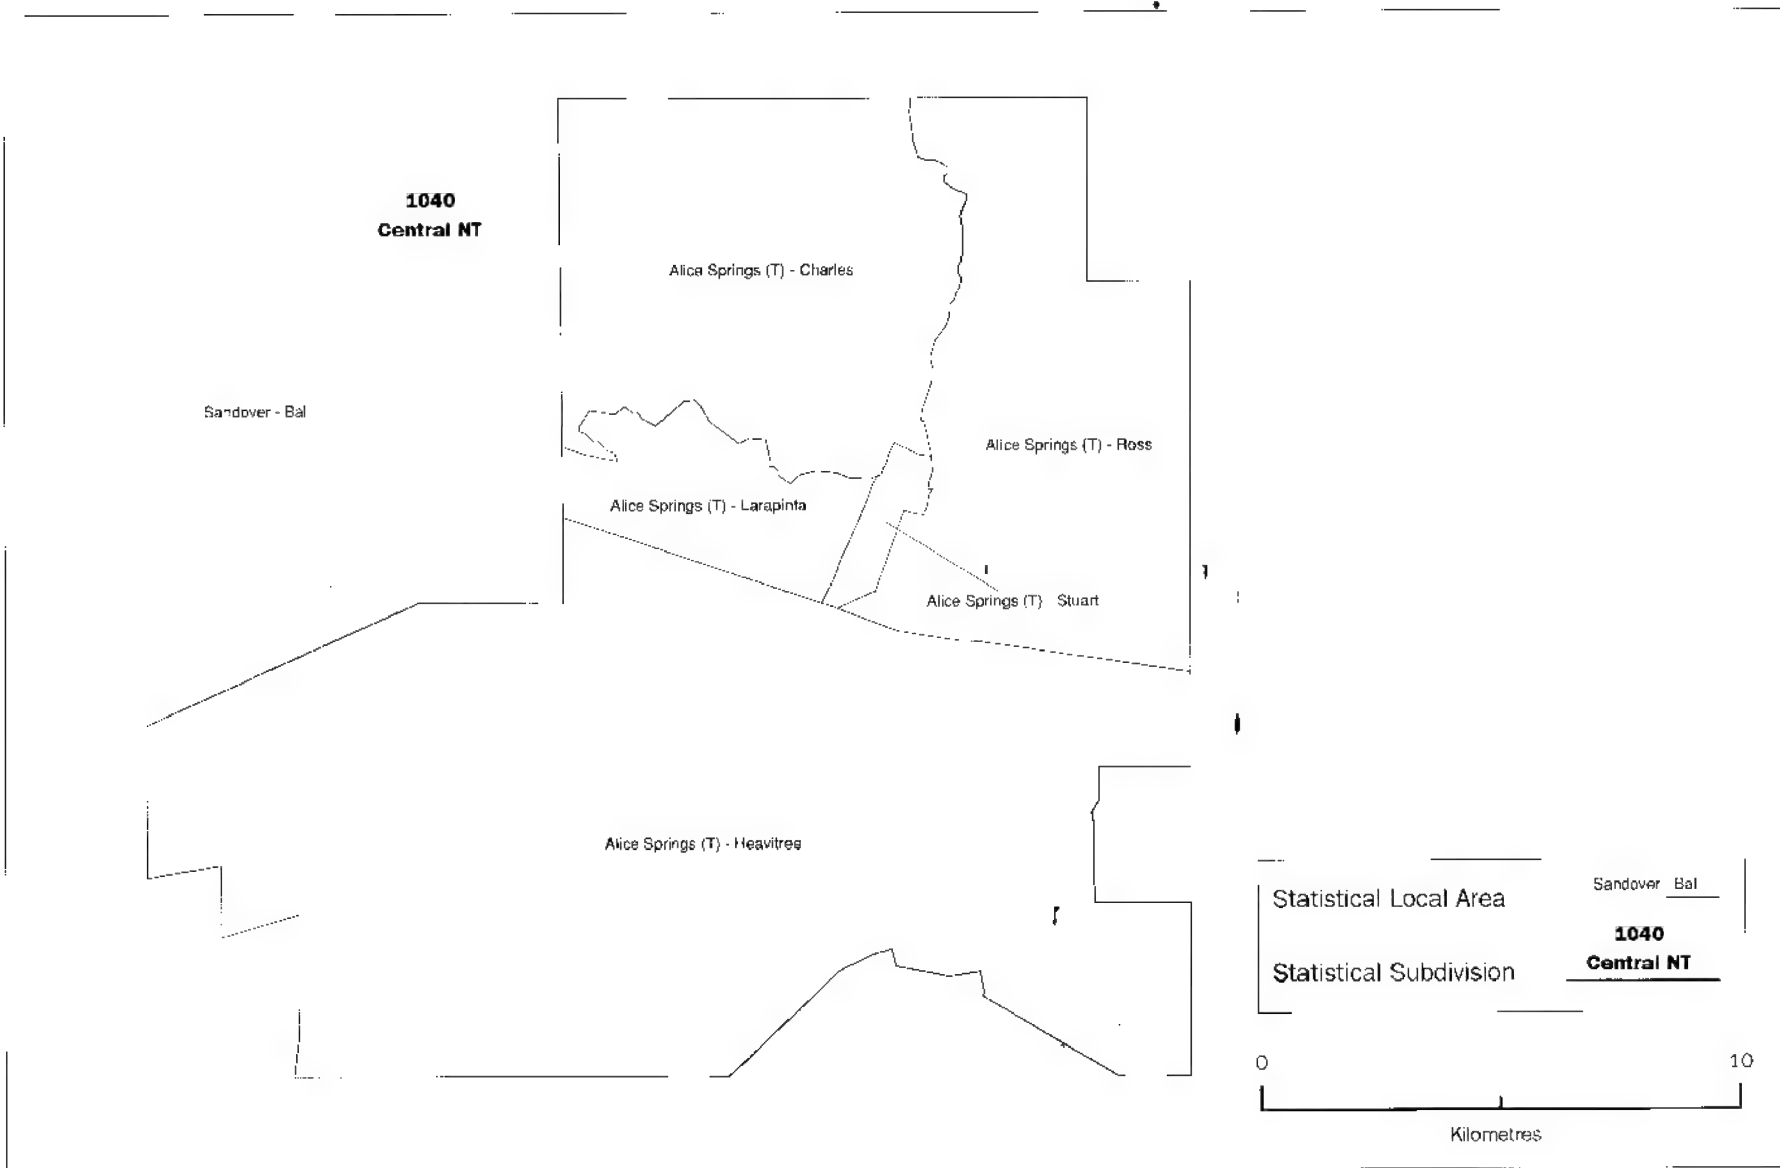 1040
Central NT
Alice Springs (T) - Charles
Sandover - Bal
Alice Springs (T) - Ross
Alice Springs (T) - Larapinta
Alice Springs (T) Stuart
Alice Springs (T) - Heavitree
Statistical Local Area
Sandover Bal
1040
Central NT
Statistical Subdivision
0
10
Kilometres